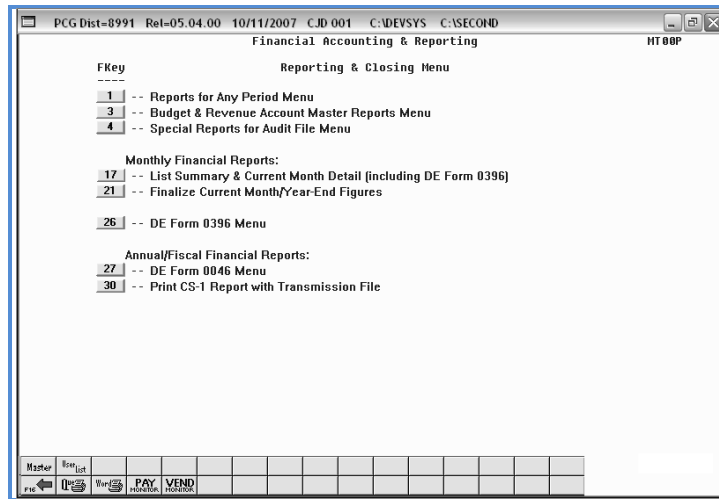 PCG Dist=8991 Rel=05.04.00 10/11/2007 CJD 001 C:\DEVSYS C:\SECOND
Financial Accounting & Reporting MT00P
FKey Reporting & Closing Menu
----
1 -- Reports for Any Period Menu
3 -- Budget & Revenue Account Master Reports Menu
4 -- Special Reports for Audit File Menu
Monthly Financial Reports:
17 -- List Summary & Current Month Detail (including DE Form 0396)
21 -- Finalize Current Month/Year-End Figures
26 -- DE Form 0396 Menu
Annual/Fiscal Financial Reports:
27 -- DE Form 0046 Menu
30 -- Print CS-1 Report with Transmission File
Master User List
F16 Que Word PAY MONITOR VEND MONITOR